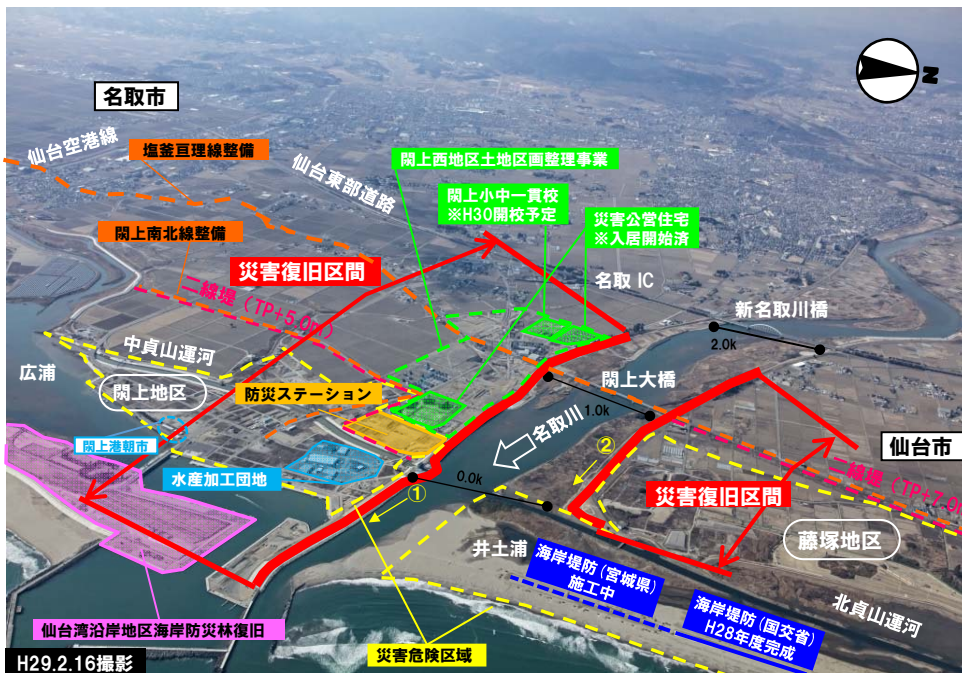 名取市
N
仙台空港線
塩釜亘理線整備
仙台東部道路
閖上西地区土地区画整理事業
閖上小中一貫校
※H30開校予定
災害公営住宅
※入居開始済
閖上南北線整備
災害復旧区間
名取 IC
二線堤（TP+5.0m）
新名取川橋
2.0k
中貞山運河
広浦
閖上地区
防災ステーション
閖上大橋
1.0k
名取川
②
仙台市
閖上港朝市
水産加工団地
0.0k
①
災害復旧区間
二線堤（TP+7.0m
藤塚地区
井土浦
海岸堤防(宮城県)
施工中
海岸堤防(国交省)
H28年度完成
北貞山運河
仙台湾沿岸地区海岸防災林復旧
災害危険区域
H29.2.16撮影